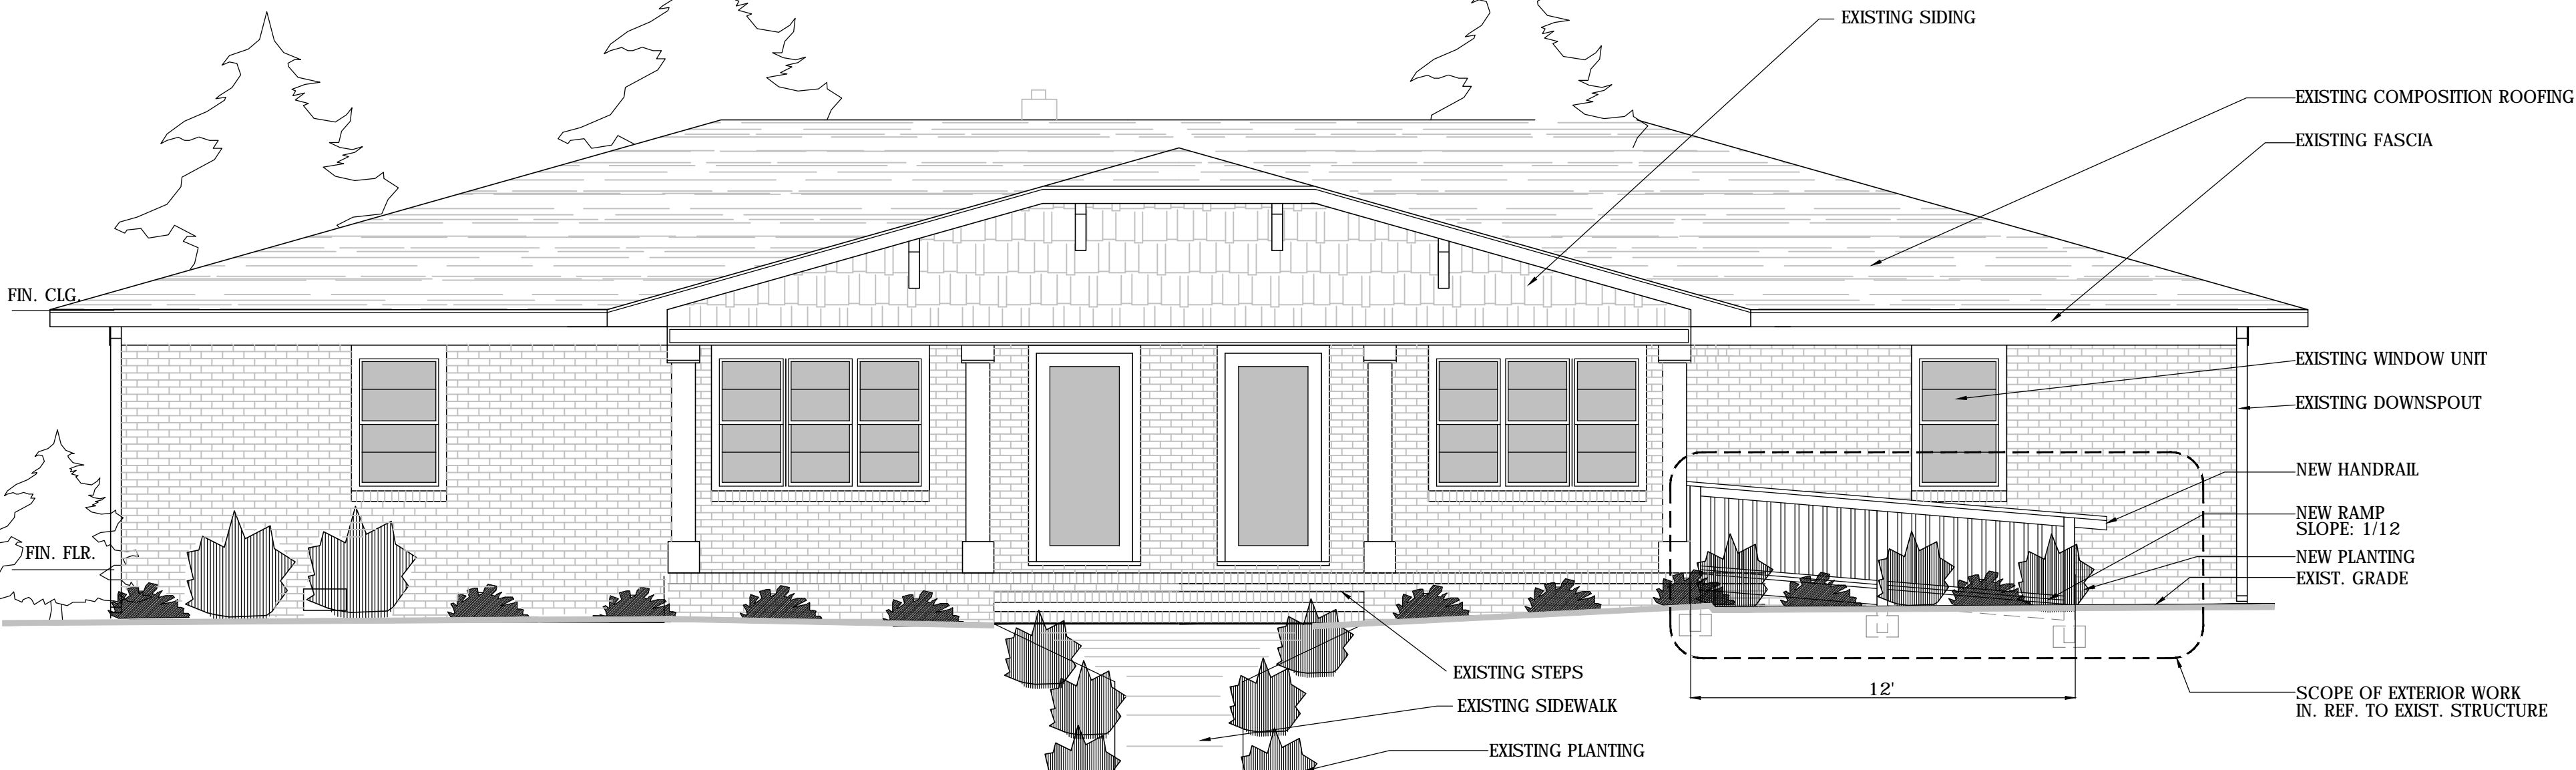 EXISTING SIDING
EXISTING COMPOSITION ROOFING
EXISTING FASCIA
FIN. CLG.
EXISTING WINDOW UNIT
EXISTING DOWNSPOUT
NEW HANDRAIL
NEW RAMP
SLOPE: 1/12
FIN. FLR.
NEW PLANTING
EXIST. GRADE
EXISTING STEPS
12'
SCOPE OF EXTERIOR WORK
IN. REF. TO EXIST. STRUCTURE
EXISTING SIDEWALK
EXISTING PLANTING